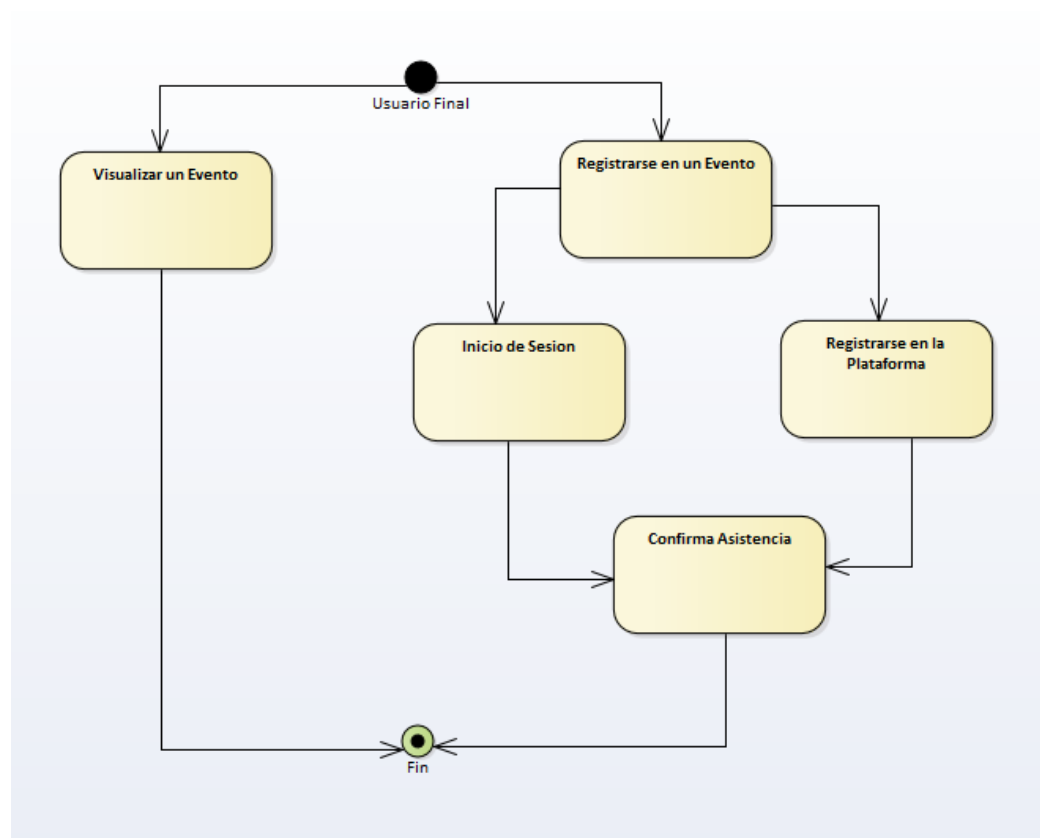 Usuario Final
Visualizar un Evento
Registrarse en un Evento
Inicio de Sesion
Registrarse en la
Plataforma
Confirma Asistencia
Fin